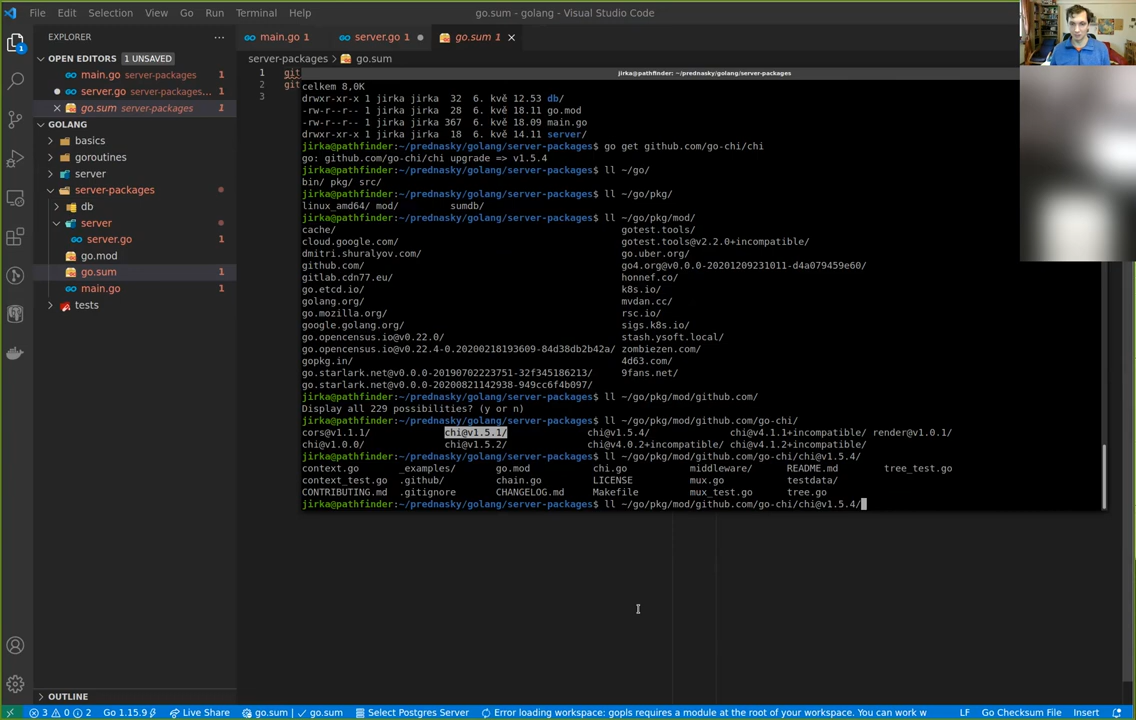 File Edit Selection View Go Run Terminal Help
go.sum - golang - Visual Studio Code
EXPLORER
main.go 1
server.go 1
go.sum 1
OPEN EDITORS 1 UNSAVED
server-packages > go.sum
main.go server-packages 1
server.go server-packages... 1
go.sum server-packages 1
GOLANG
basics
goroutines
server
server-packages
db
server
server.go 1
go.mod
go.sum 1
main.go 1
tests
OUTLINE
1 git
2 git
3
jirka@pathfinder: ~/prednasky/golang/server-packages
celkem 8,0K
drwxr-xr-x 1 jirka jirka 32 6. kvě 12.53 db/
-rw-r--r-- 1 jirka jirka 28 6. kvě 18.11 go.mod
-rw-r--r-- 1 jirka jirka 367 6. kvě 18.09 main.go
drwxr-xr-x 1 jirka jirka 18 6. kvě 14.11 server/
jirka@pathfinder:~/prednasky/golang/server-packages$ go get github.com/go-chi/chi
go: github.com/go-chi/chi upgrade => v1.5.4
jirka@pathfinder:~/prednasky/golang/server-packages$ ll ~/go/
bin/ pkg/ src/
jirka@pathfinder:~/prednasky/golang/server-packages$ ll ~/go/pkg/
linux_amd64/ mod/ sumdb/
jirka@pathfinder:~/prednasky/golang/server-packages$ ll ~/go/pkg/mod/
cache/ gotest.tools/
cloud.google.com/ gotest.tools@v2.2.0+incompatible/
dmitri.shuralyov.com/ go.uber.org/
github.com/ go4.org@v0.0.0-20201209231011-d4a079459e60/
gitlab.cdn77.eu/ honnef.co/
go.etcd.io/ k8s.io/
golang.org/ mvdan.cc/
go.mozilla.org/ rsc.io/
google.golang.org/ sigs.k8s.io/
go.opencensus.io@v0.22.0/ stash.ysoft.local/
go.opencensus.io@v0.22.4-0.20200218193609-84d38db2b42a/ zombiezen.com/
gopkg.in/ 4d63.com/
go.starlark.net@v0.0.0-20190702223751-32f345186213/ 9fans.net/
go.starlark.net@v0.0.0-20200821142938-949cc6f4b097/
jirka@pathfinder:~/prednasky/golang/server-packages$ ll ~/go/pkg/mod/github.com/
Display all 229 possibilities? (y or n)
jirka@pathfinder:~/prednasky/golang/server-packages$ ll ~/go/pkg/mod/github.com/go-chi/
cors@v1.1.1/ chi@v1.5.1/ chi@v1.5.4/ chi@v4.1.1+incompatible/ render@v1.0.1/
chi@v1.0.0/ chi@v1.5.2/ chi@v4.0.2+incompatible/ chi@v4.1.2+incompatible/
jirka@pathfinder:~/prednasky/golang/server-packages$ ll ~/go/pkg/mod/github.com/go-chi/chi@v1.5.4/
context.go _examples/ go.mod chi.go middleware/ README.md tree_test.go
context_test.go .github/ chain.go LICENSE mux.go testdata/
CONTRIBUTING.md .gitignore CHANGELOG.md Makefile mux_test.go tree.go
jirka@pathfinder:~/prednasky/golang/server-packages$ ll ~/go/pkg/mod/github.com/go-chi/chi@v1.5.4/
3 0 2 Go 1.15.9 Live Share go.sum | ✓ go.sum Select Postgres Server Error loading workspace: gopls requires a module at the root of your workspace. You can work w LF Go Checksum File Insert